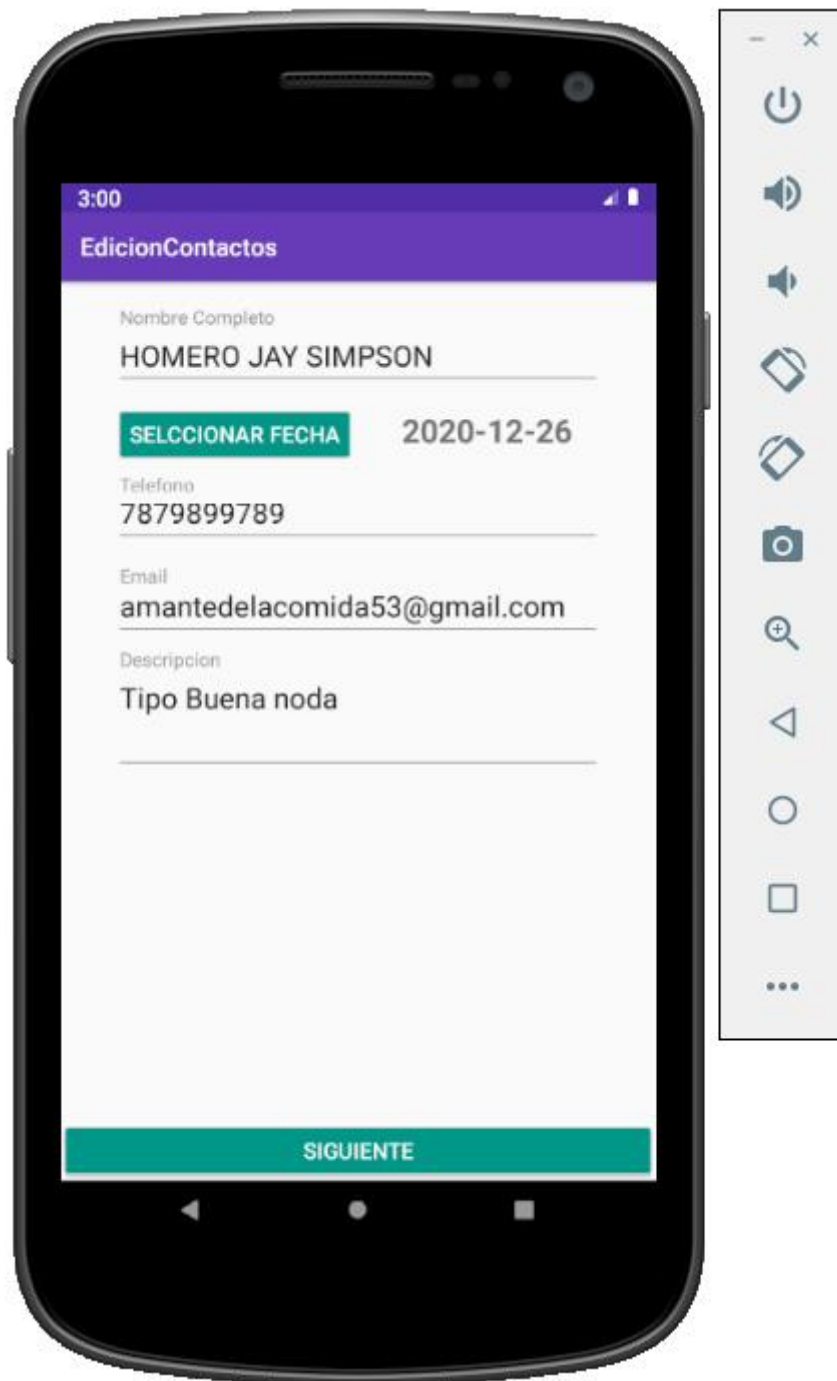 3:00
EdicionContactos
Nombre Completo
HOMERO JAY SIMPSON
SELCCIONAR FECHA 2020-12-26
Telefono
7879899789
Email
amantedelacomida53@gmail.com
Descripcion
Tipo Buena noda
SIGUIENTE